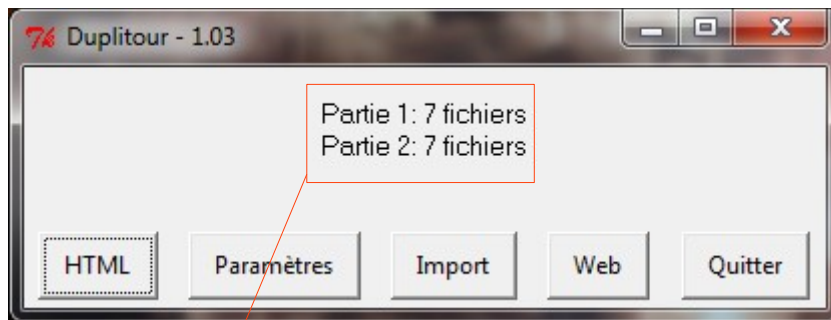 Duplitour - 1.03
Partie 1: 7 fichiers
Partie 2: 7 fichiers
HTML Paramètres Import Web Quitter